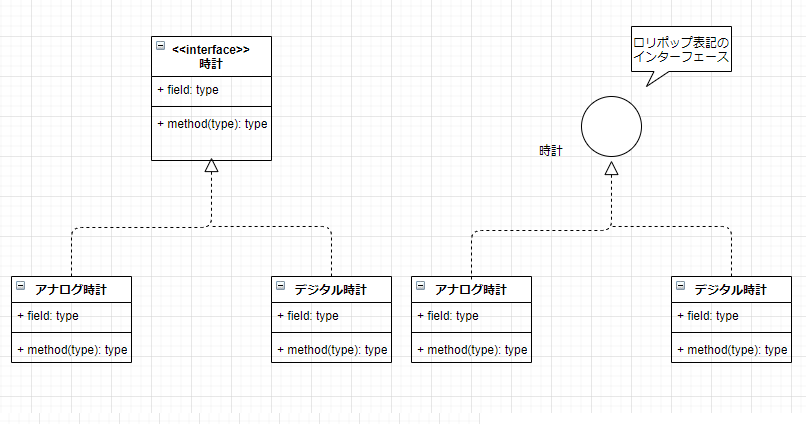 <<interface>>
時計
+ field: type
+ method(type): type
アナログ時計
+ field: type
+ method(type): type
デジタル時計
+ field: type
+ method(type): type
ロリポップ表記の
インターフェース
時計
アナログ時計
+ field: type
+ method(type): type
デジタル時計
+ field: type
+ method(type): type